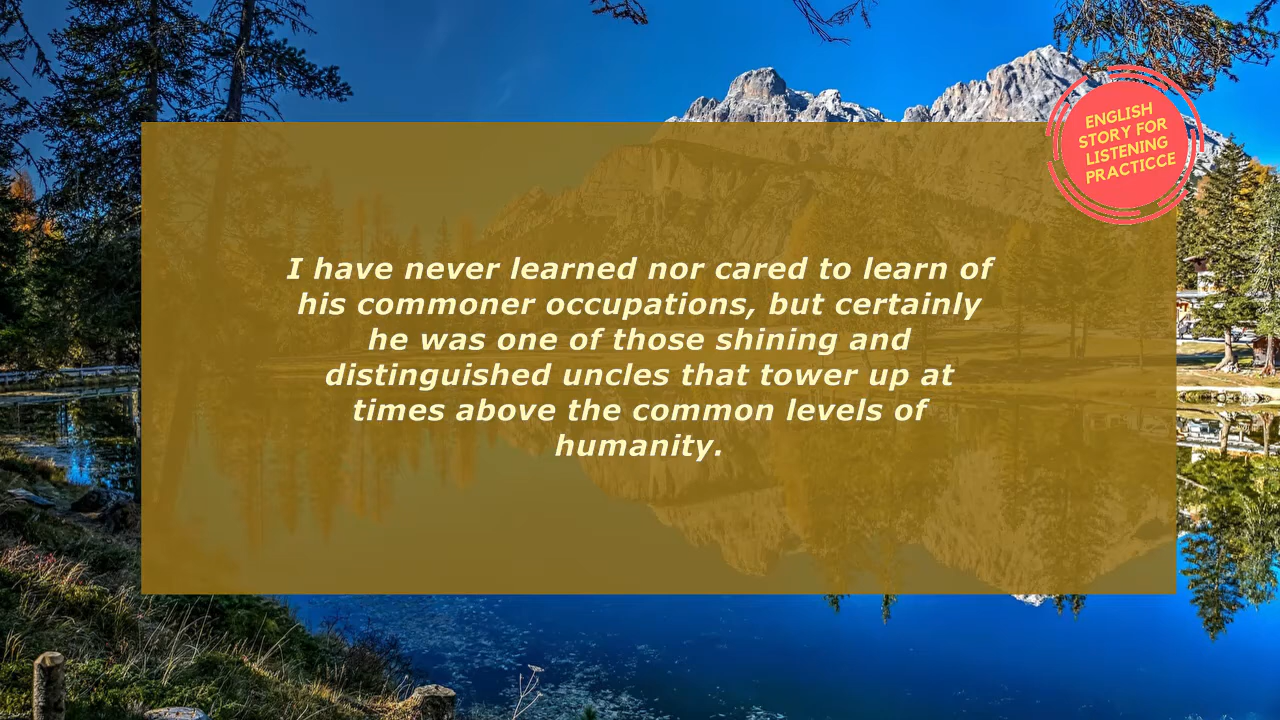 ENGLISH
STORY FOR
LISTENING
PRACTICCE
I have never learned nor cared to learn of
his commoner occupations, but certainly
he was one of those shining and
distinguished uncles that tower up at
times above the common levels of
humanity.